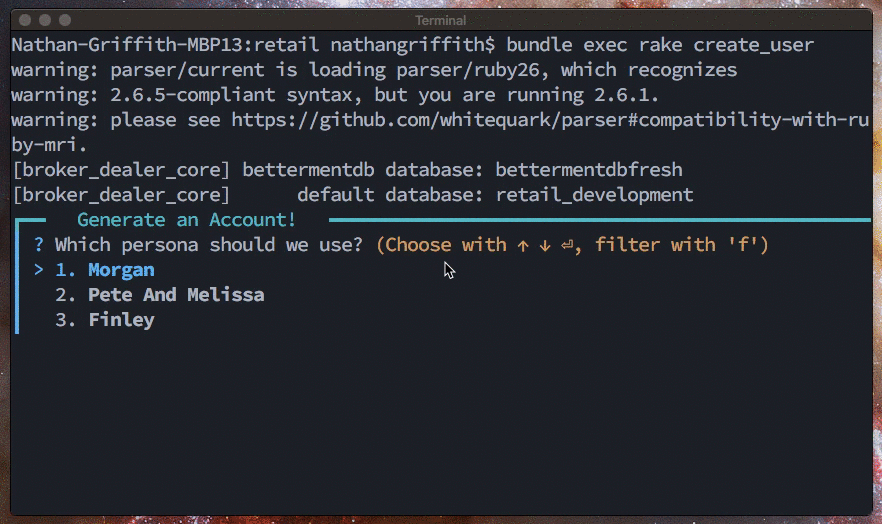 Terminal
Nathan-Griffith-MBP13:retail nathangriffith$ bundle exec rake create_user
warning: parser/current is loading parser/ruby26, which recognizes
warning: 2.6.5-compliant syntax, but you are running 2.6.1.
warning: please see https://github.com/whitequark/parser#compatibility-with-ru
by-mri.
[broker_dealer_core] bettermentdb database: bettermentdbfresh
[broker_dealer_core]      default database: retail_development
Generate an Account!
? Which persona should we use? (Choose with ↑ ↓ ⏎, filter with 'f')
> 1. Morgan
2. Pete And Melissa
3. Finley